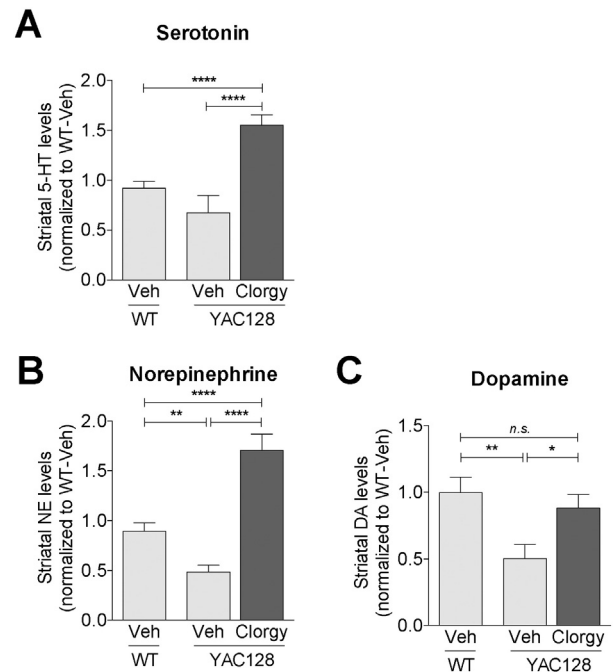 A
Serotonin
Striatal 5-HT levels
(normalized to WT-Veh)
2.0
1.5
1.0
0.5
0.0
****
****
Veh Veh Clorgy
WT YAC128
B
Norepinephrine
Striatal NE levels
(normalized to WT-Veh)
2.0
1.5
1.0
0.5
0.0
****
** ****
Veh Veh Clorgy
WT YAC128
C
Dopamine
Striatal DA levels
(normalized to WT-Veh)
1.5
1.0
0.5
0.0
n.s.
** *
Veh Veh Clorgy
WT YAC128